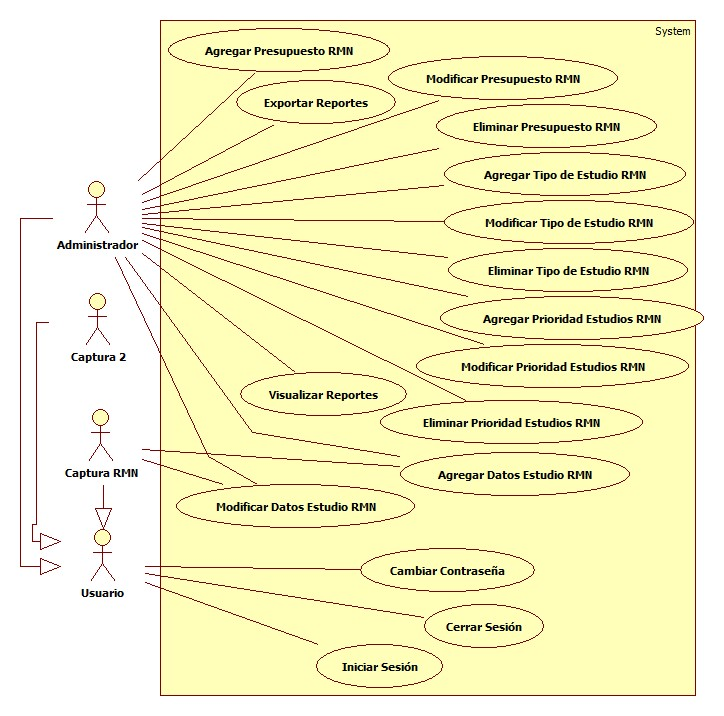 System
Agregar Presupuesto RMN
Modificar Presupuesto RMN
Exportar Reportes
Eliminar Presupuesto RMN
Agregar Tipo de Estudio RMN
Modificar Tipo de Estudio RMN
Administrador
Eliminar Tipo de Estudio RMN
Agregar Prioridad Estudios RMN
Captura 2
Modificar Prioridad Estudios RMN
Visualizar Reportes
Eliminar Prioridad Estudios RMN
Captura RMN
Agregar Datos Estudio RMN
Modificar Datos Estudio RMN
Cambiar Contraseña
Usuario
Cerrar Sesión
Iniciar Sesión